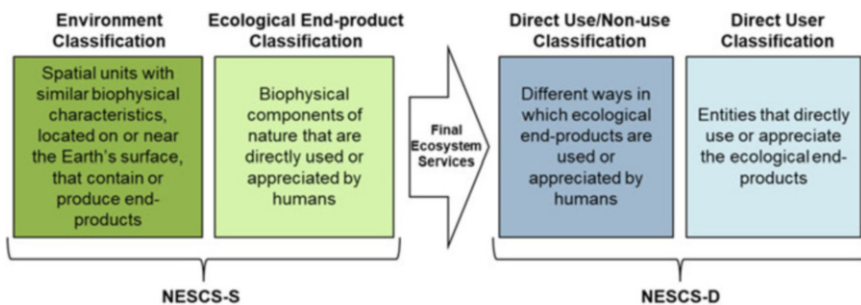 Environment
Classification
Ecological End-product
Classification
Direct Use/Non-use
Classification
Direct User
Classification
Spatial units with
similar biophysical
characteristics,
located on or near
the Earth's surface,
that contain or
produce end-
products
Biophysical
components of
nature that are
directly used or
appreciated by
humans
Final
Ecosystem
Services
Different ways in
which ecological
end-products are
used or
appreciated by
humans
Entities that directly
use or appreciate
the ecological end-
products
NESCS-S
NESCS-D